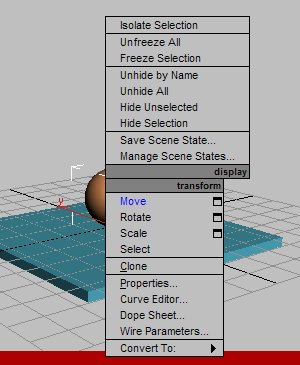 Isolate Selection
Unfreeze All
Freeze Selection
Unhide by Name
Unhide All
Hide Unselected
Hide Selection
Save Scene State...
Manage Scene States...
display
transform
Move
Rotate
Scale
Select
Clone
Properties...
Curve Editor...
Dope Sheet...
Wire Parameters...
Convert To: